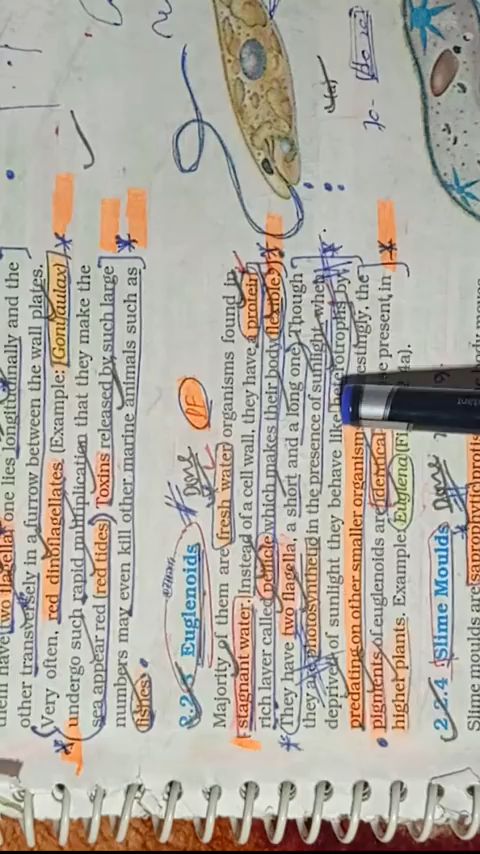 them have two flagella; one lies longitudinally and the
other transversely in a furrow between the wall plates.
Very often, red dinoflagellates (Example: Gonyaulax)
undergo such rapid multiplication that they make the
sea appear red (red tides). Toxins released by such large
numbers may even kill other marine animals such as
fishes.
Euglenoids
Done
Majority of them are fresh water organisms found in
stagnant water. Instead of a cell wall, they have a protein
rich layer called which makes their body flexible.
They have two flagella, a short and a long one. Though
they are photosynthetic in the presence of sunlight, when
deprived of sunlight they behave like heterotrophs by
predating on other smaller organisms.
pigments of euglenoids are identical present in
higher plants. Example: Euglena 4a).
2.2.4 Slime Moulds
Done
Slime moulds are saprophytic